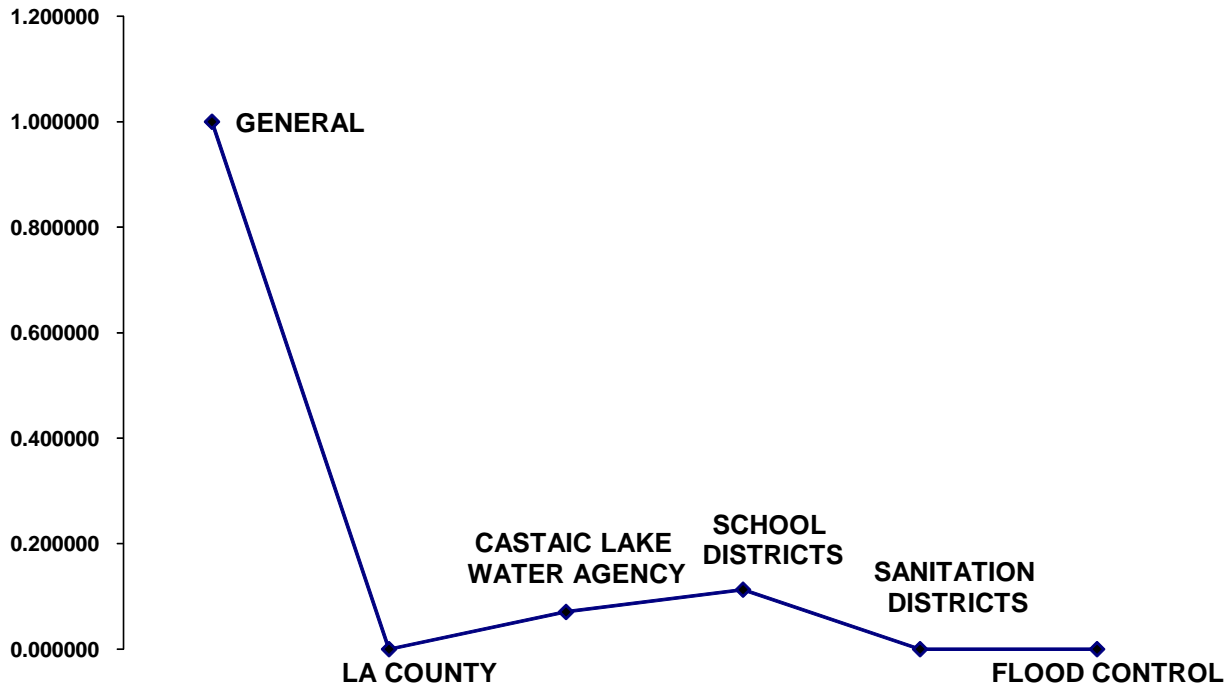 1.200000
1.000000
GENERAL
0.800000
0.600000
0.400000
0.200000
CASTAIC LAKE
WATER AGENCY
SCHOOL
DISTRICTS
SANITATION
DISTRICTS
0.000000
LA COUNTY
FLOOD CONTROL